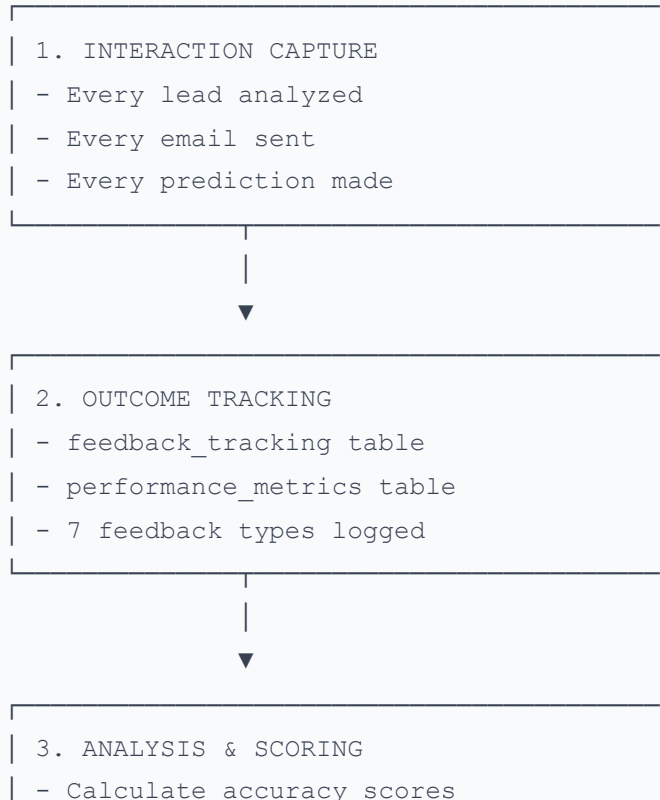 1. INTERACTION CAPTURE
- Every lead analyzed
- Every email sent
- Every prediction made
2. OUTCOME TRACKING
- feedback_tracking table
- performance_metrics table
- 7 feedback types logged
3. ANALYSIS & SCORING
- Calculate accuracy scores